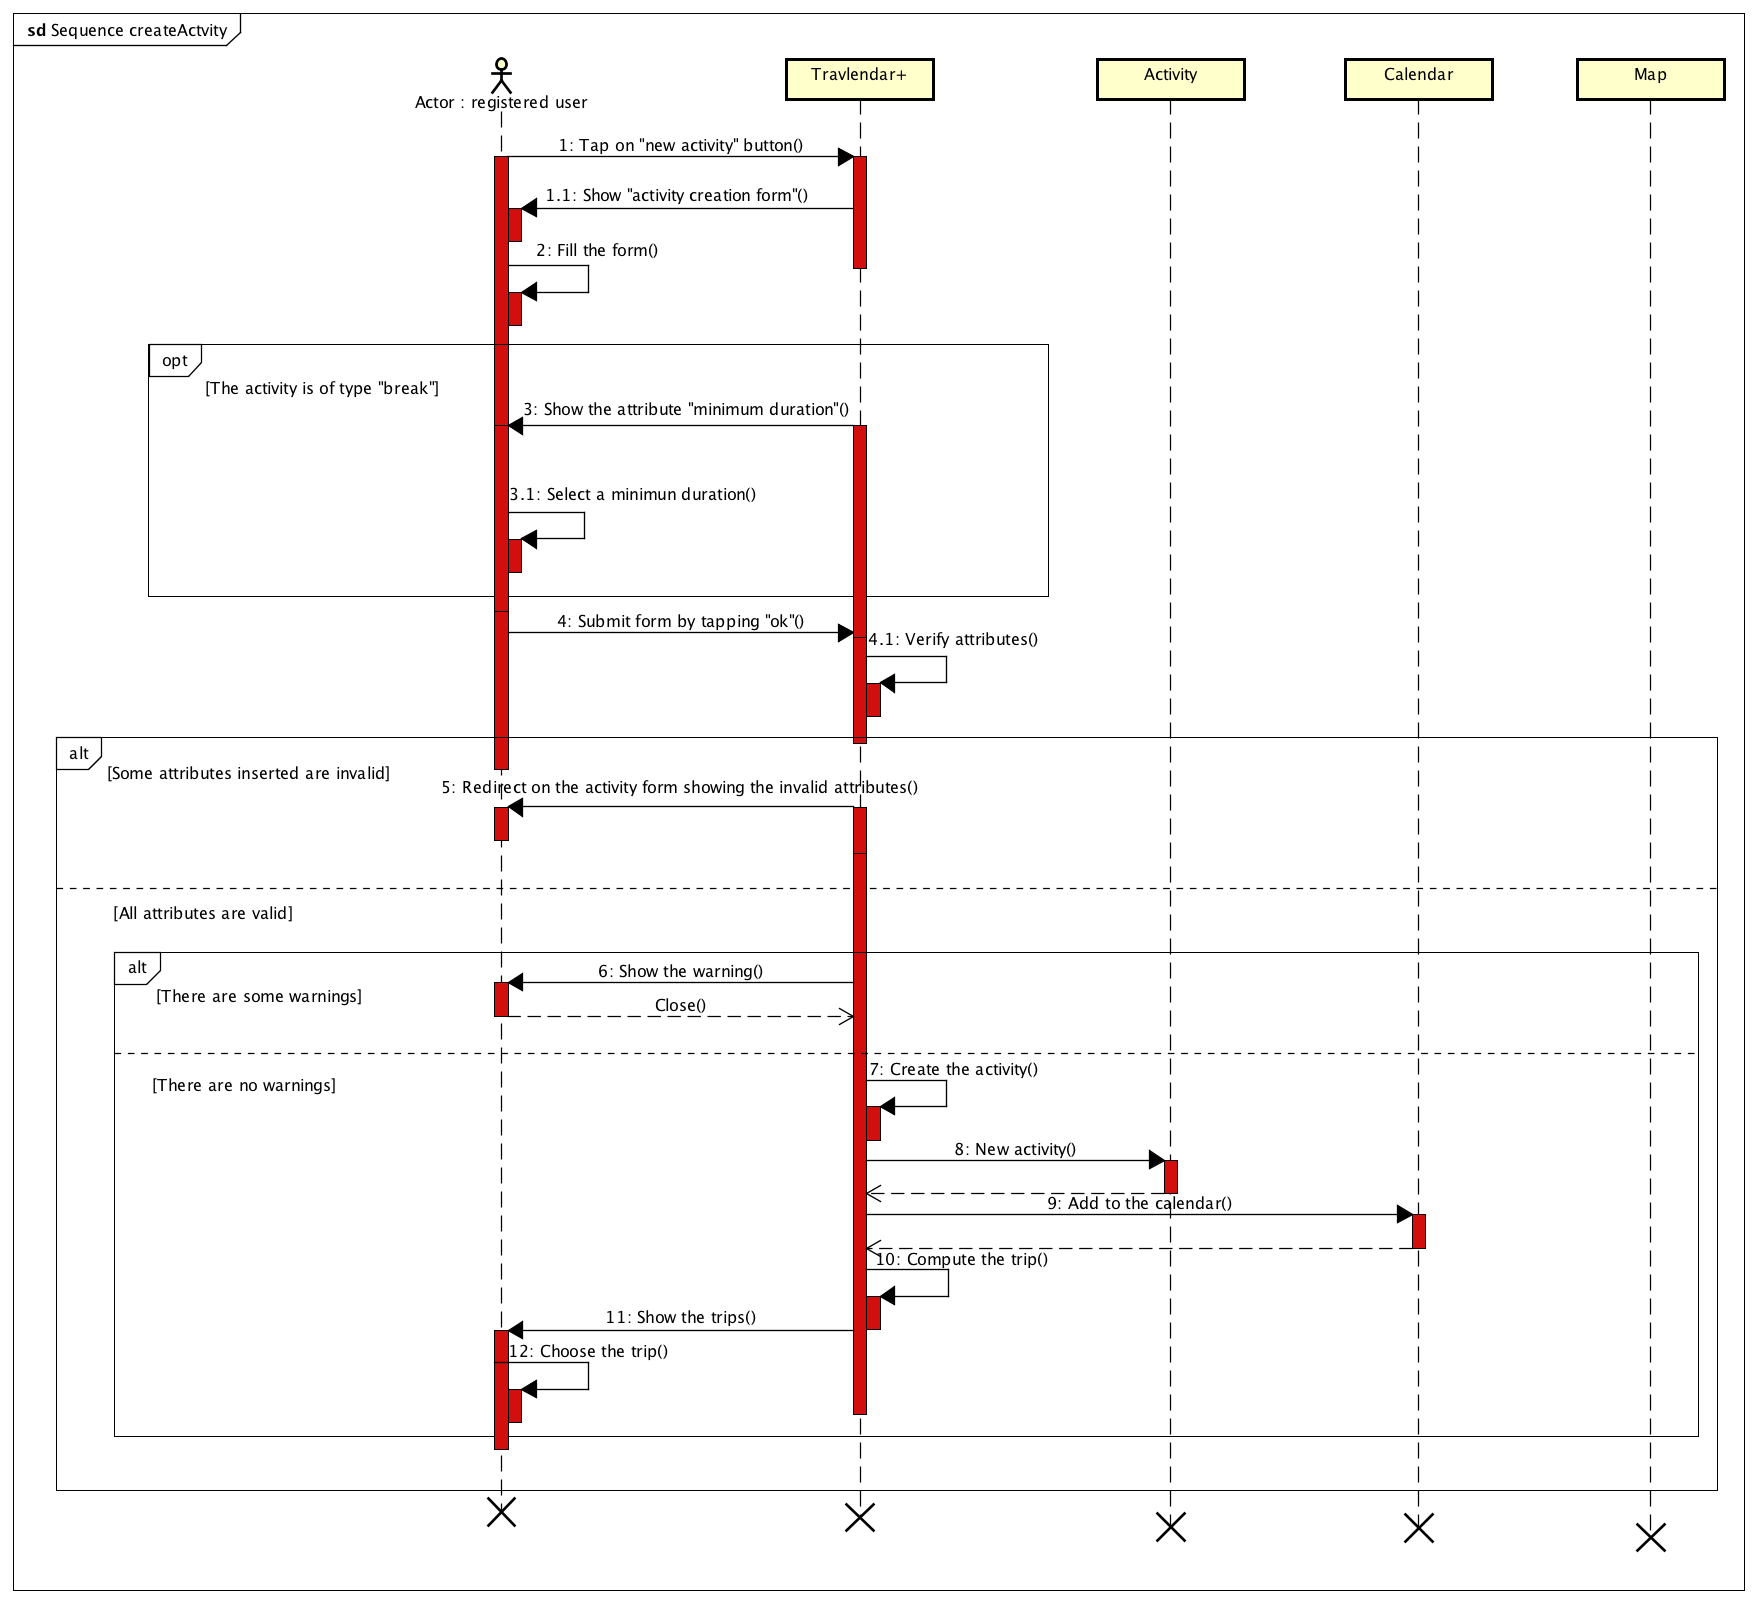 sd Sequence createActvity
Actor : registered user
Travlendar+
Activity
Calendar
Map
1: Tap on "new activity" button()
1.1: Show "activity creation form"()
2: Fill the form()
opt
[The activity is of type "break"]
3: Show the attribute "minimum duration"()
3.1: Select a minimun duration()
4: Submit form by tapping "ok"()
4.1: Verify attributes()
alt
[Some attributes inserted are invalid]
5: Redirect on the activity form showing the invalid attributes()
[All attributes are valid]
alt
6: Show the warning()
[There are some warnings]
Close()
7: Create the activity()
[There are no warnings]
8: New activity()
9: Add to the calendar()
10: Compute the trip()
11: Show the trips()
12: Choose the trip()